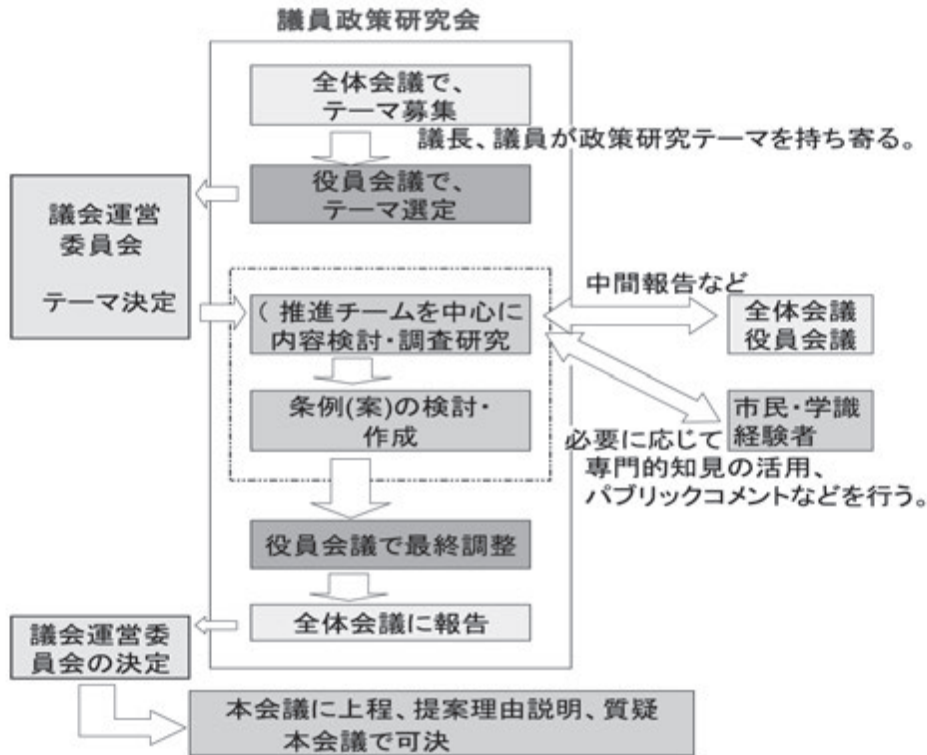 議員政策研究会
全体会議で、
テーマ募集
議長、議員が政策研究テーマを持ち寄る。
役員会議で、
テーマ選定
議会運営
委員会
テーマ決定
( 推進チームを中心に
内容検討・調査研究
中間報告など
全体会議
役員会議
条例(案)の検討・
作成
市民・学識
経験者
必要に応じて
専門的知見の活用、
パブリックコメントなどを行う。
役員会議で最終調整
全体会議に報告
議会運営委
員会の決定
本会議に上程、提案理由説明、質疑
本会議で可決